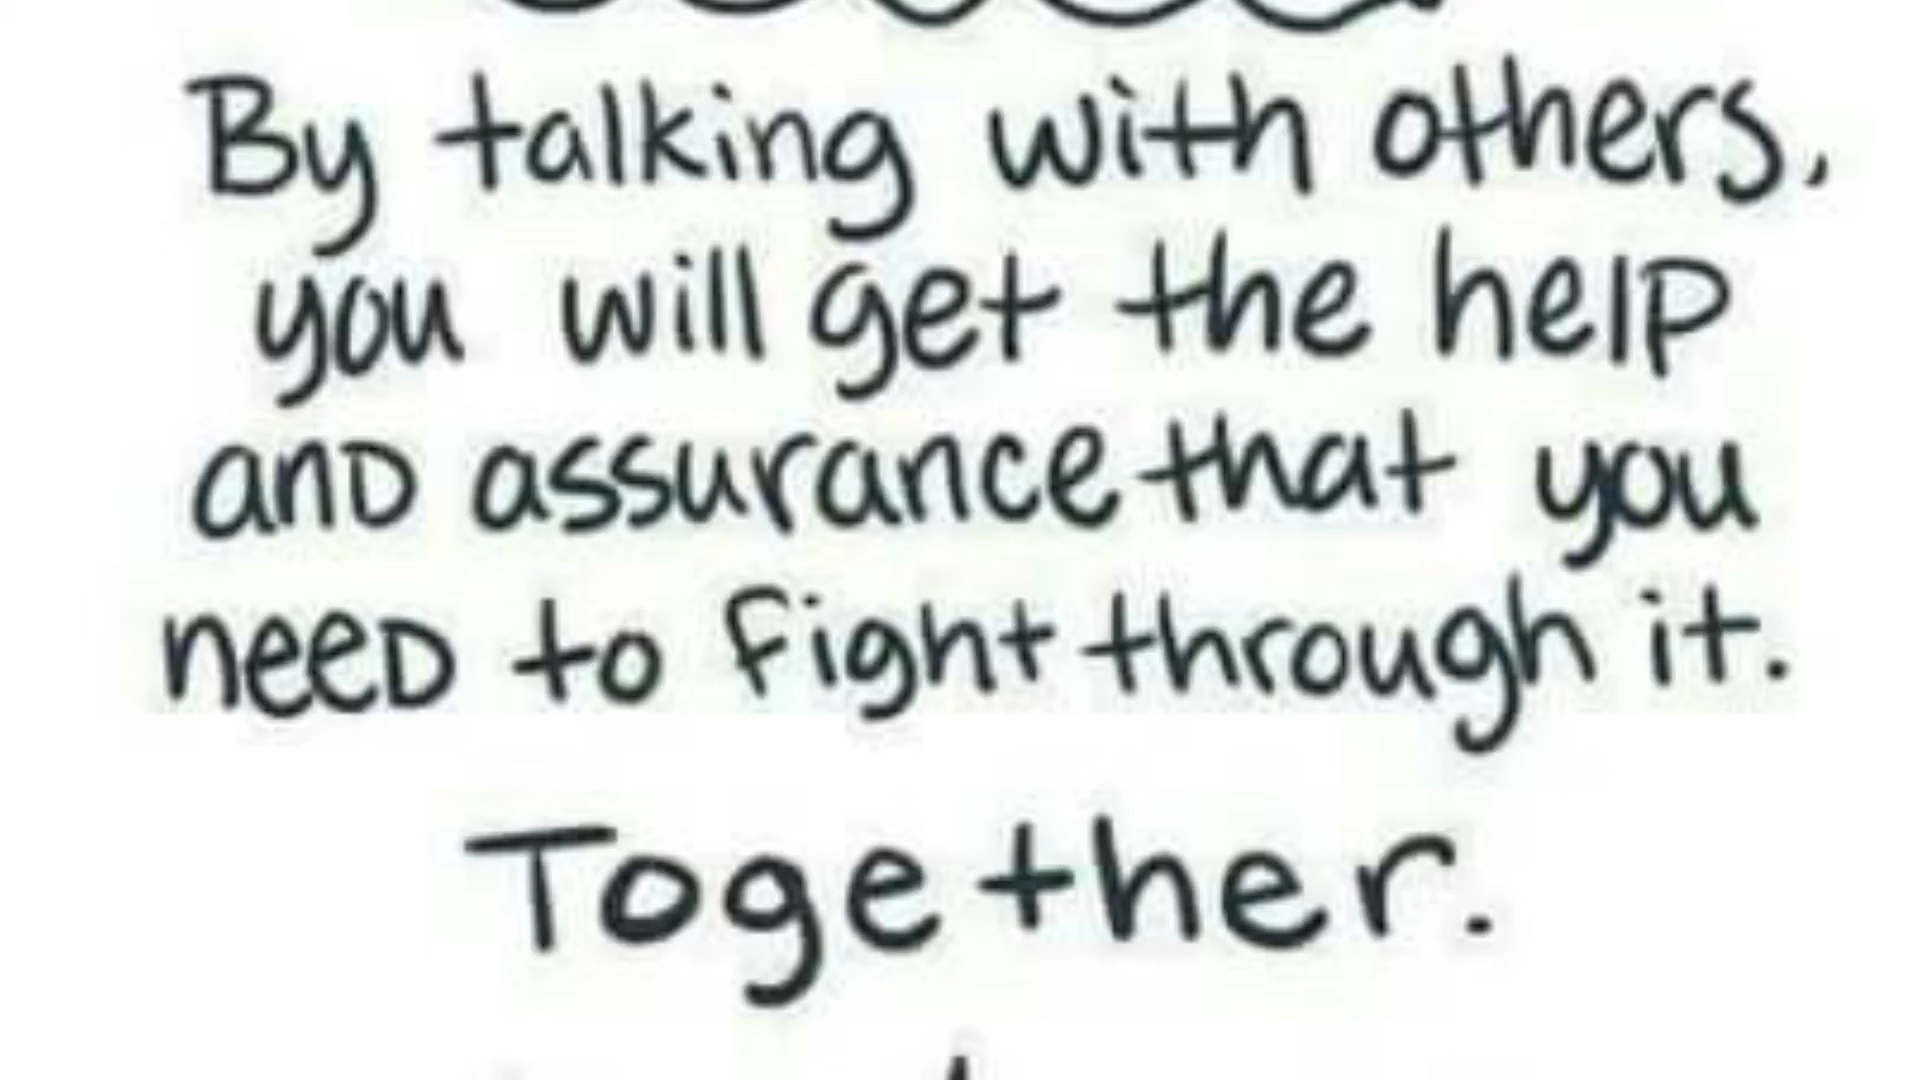 By talking with others,
you will get the help
and assurance that you
need to fight through it.
Together.